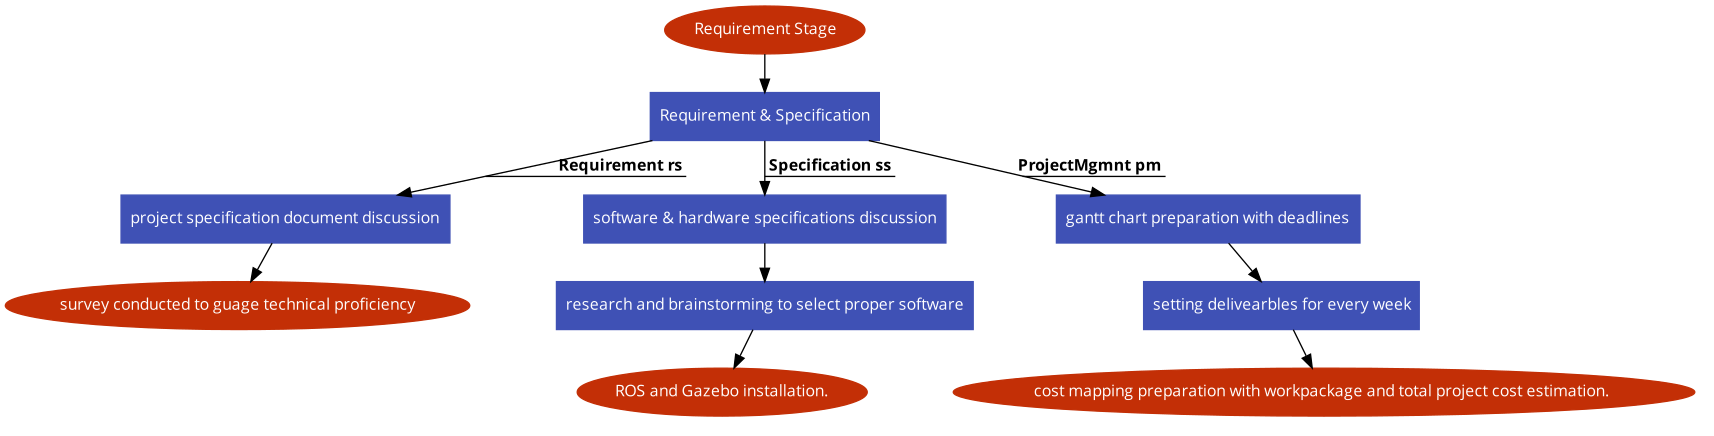 Requirement Stage
Requirement & Specification
Requirement rs
Specification ss
ProjectMgmnt pm
project specification document discussion
software & hardware specifications discussion
gantt chart preparation with deadlines
survey conducted to guage technical proficiency
research and brainstorming to select proper software
setting delivearbles for every week
ROS and Gazebo installation.
cost mapping preparation with workpackage and total project cost estimation.